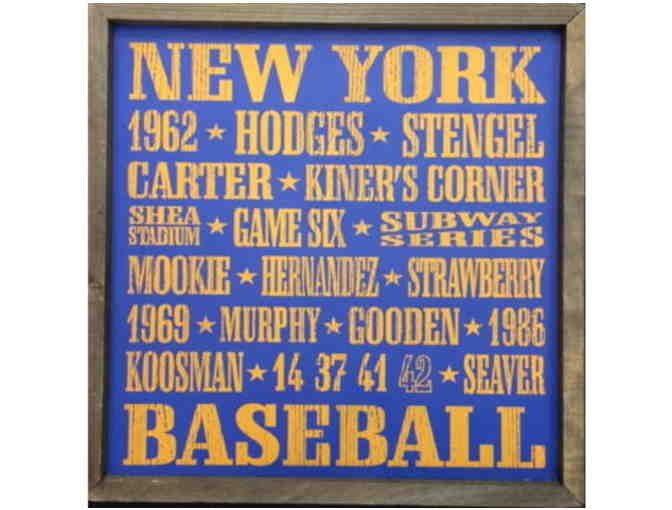 NEW YORK
1962 ★ HODGES ★ STENGEL
CARTER ★ KINER'S CORNER
SHEA STADIUM ★ GAME SIX ★ SUBWAY SERIES
MOOKIE ★ HERNANDEZ ★ STRAWBERRY
1969 ★ MURPHY ★ GOODEN ★ 1986
KOOSMAN ★ 14 37 41 42 ★ SEAVER
BASEBALL